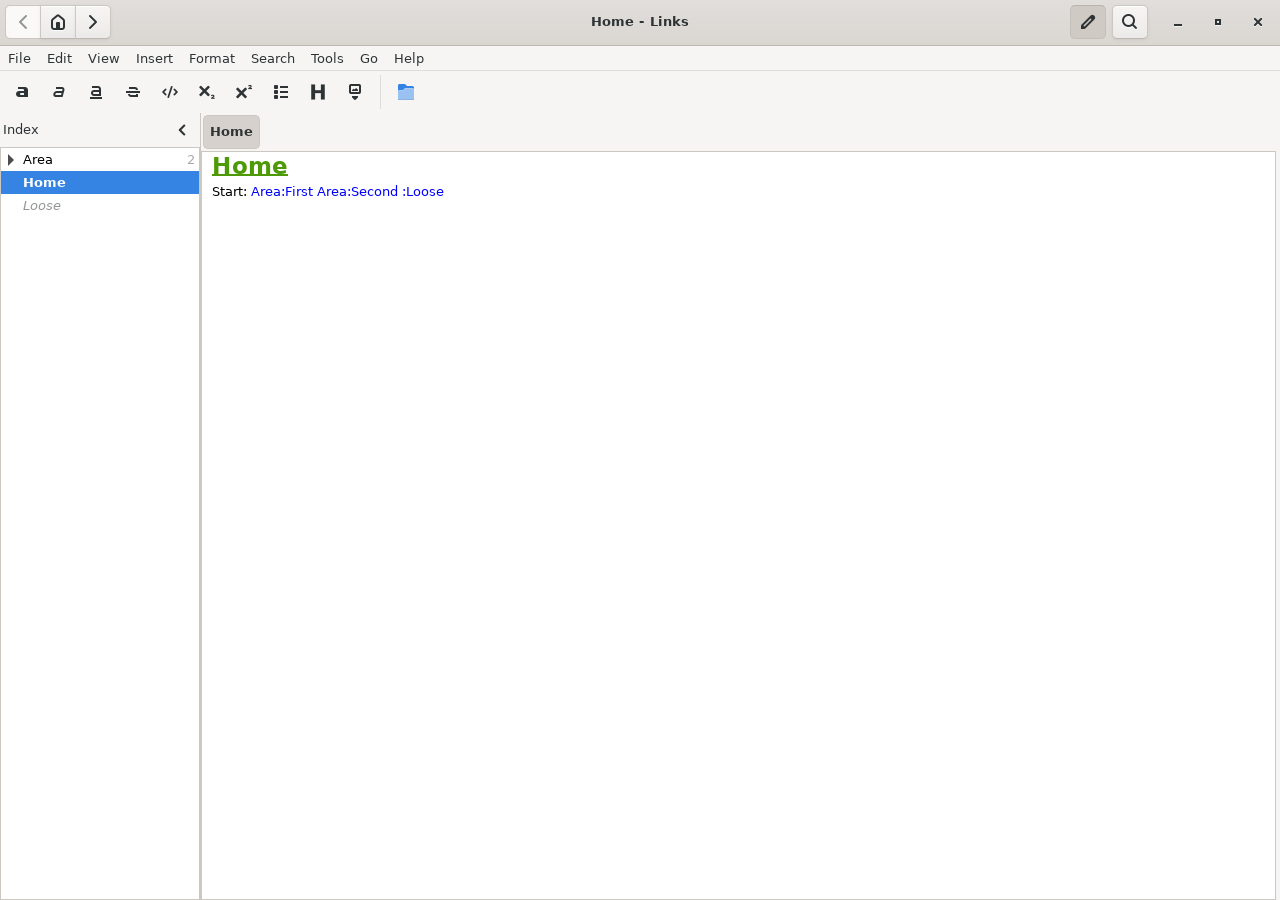 Home - Links
File Edit View Insert Format Search Tools Go Help
Index
Home
Area 2
Home
Loose
Home
Start: Area:First Area:Second :Loose